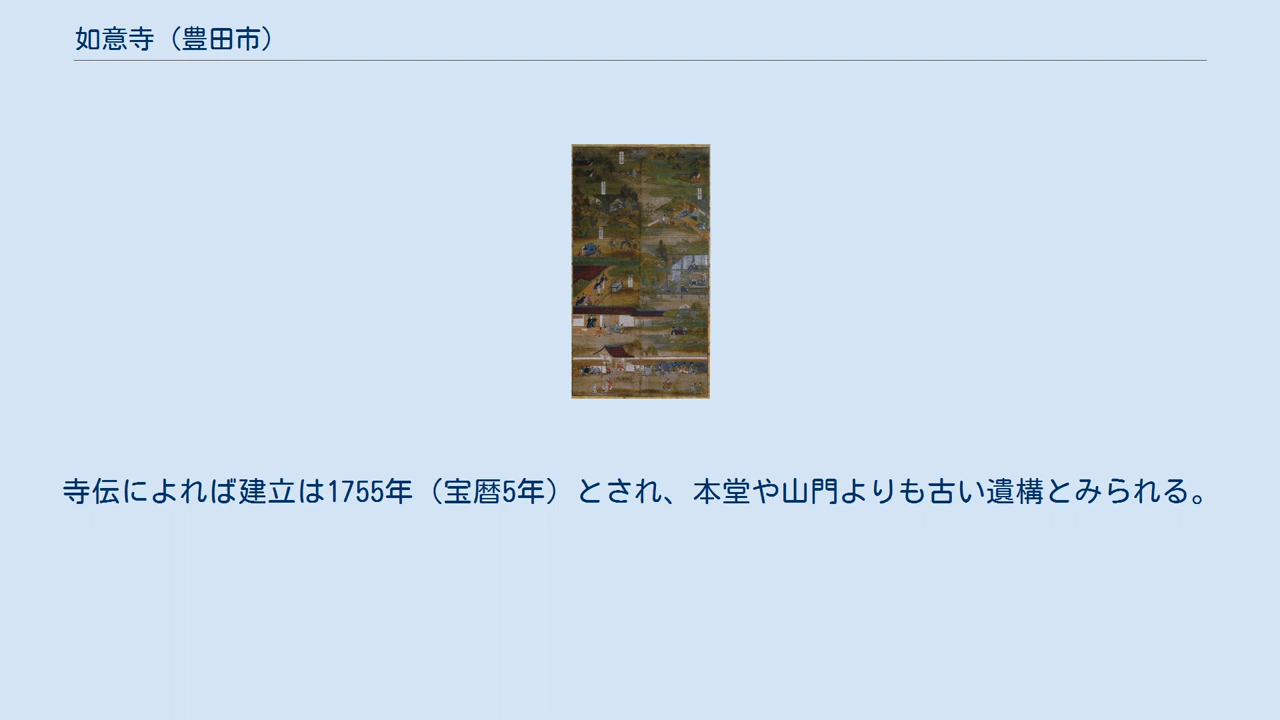 如意寺（豊田市）
寺伝によれば建立は1755年（宝暦5年）とされ、本堂や山門よりも古い遺構とみられる。